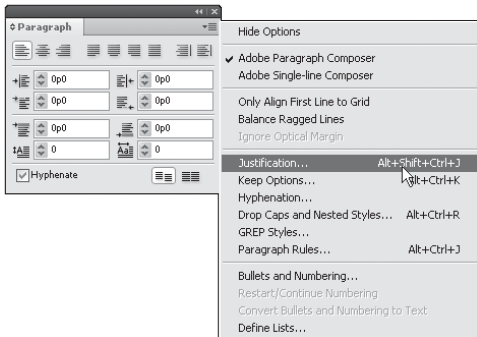 Paragraph
0p0 0p0
0p0 0p0
0p0 0p0
0 0
Hyphenate
Hide Options
Adobe Paragraph Composer
Adobe Single-line Composer
Only Align First Line to Grid
Balance Ragged Lines
Ignore Optical Margin
Justification... Alt+Shift+Ctrl+J
Keep Options... Alt+Ctrl+K
Hyphenation...
Drop Caps and Nested Styles... Alt+Ctrl+R
GREP Styles...
Paragraph Rules... Alt+Ctrl+J
Bullets and Numbering...
Restart/Continue Numbering
Convert Bullets and Numbering to Text
Define Lists...